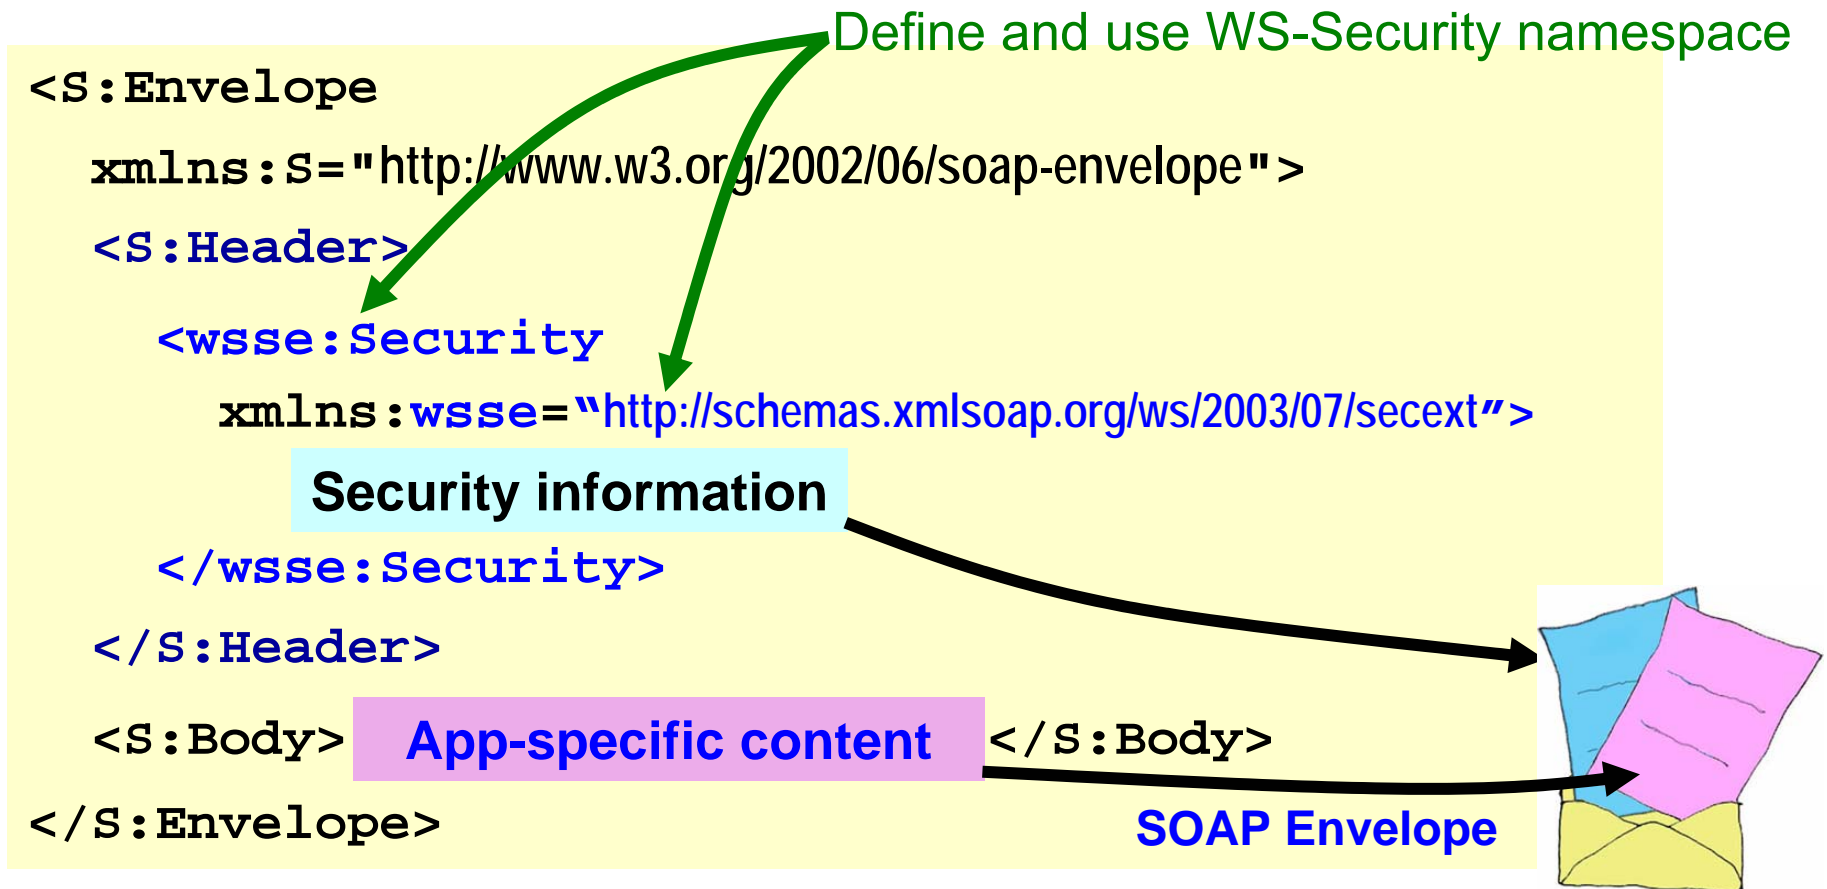 Define and use WS-Security namespace
<S:Envelope
xmlns:S="http://www.w3.org/2002/06/soap-envelope">
<S:Header>
<wsse:Security
xmlns:wsse=“http://schemas.xmlsoap.org/ws/2003/07/secext”>
Security information
</wsse:Security>
</S:Header>
<S:Body> App-specific content </S:Body>
</S:Envelope>
SOAP Envelope